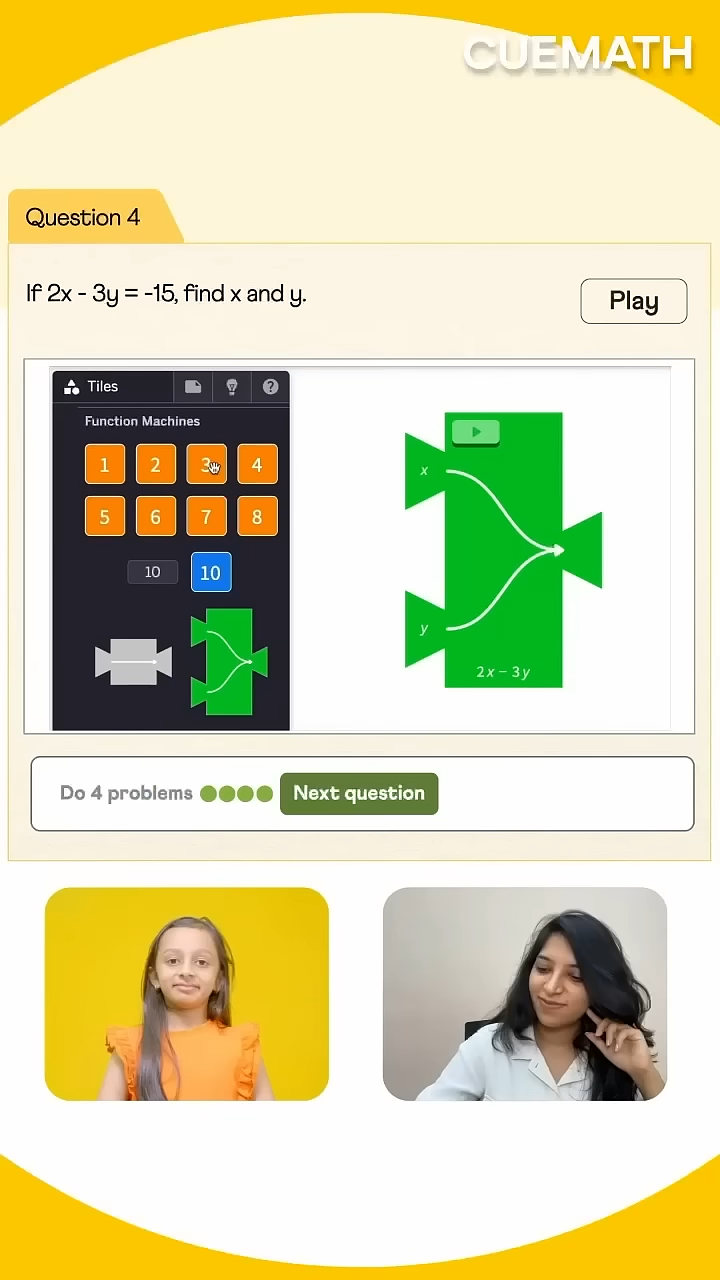 CUEMATH
Question 4
If 2x - 3y = -15, find x and y.
Play
Tiles
?
Function Machines
1 2 3 4
5 6 7 8
10 10
x
y
2x − 3y
Do 4 problems
Next question